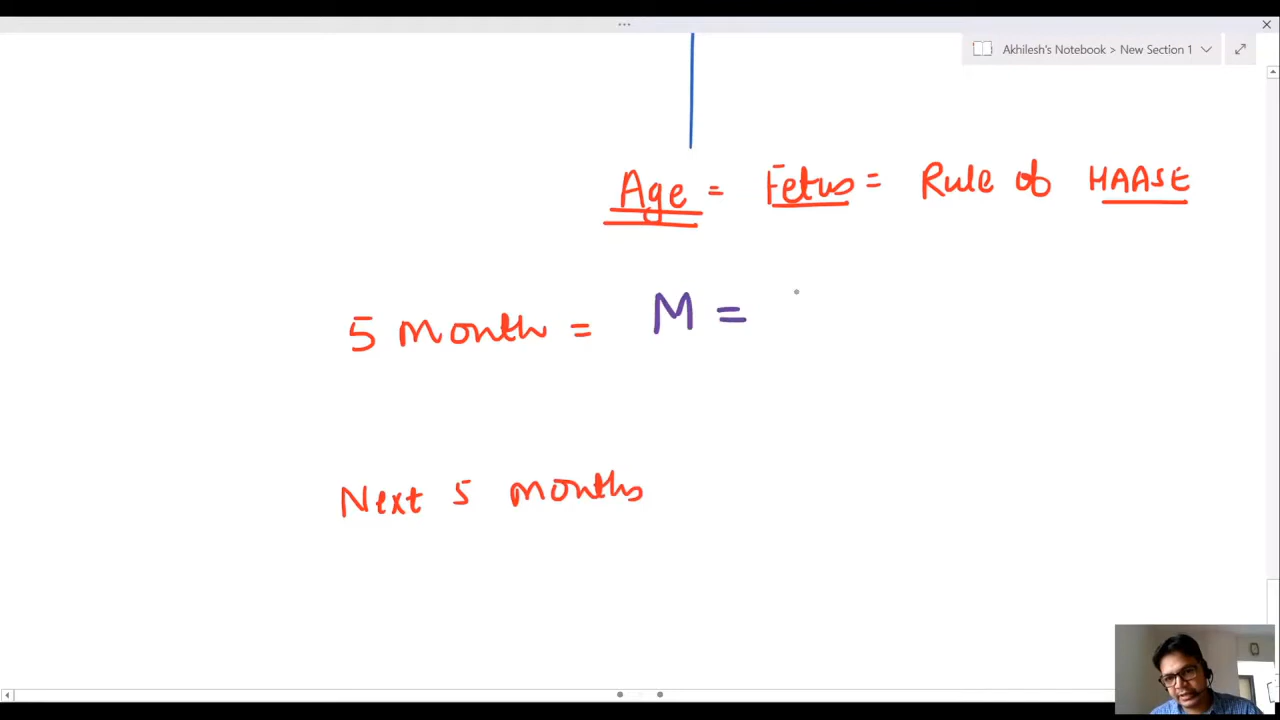 Akhilesh's Notebook > New Section 1
Age = Fetus = Rule of HAASE
5 month = M =
Next 5 months